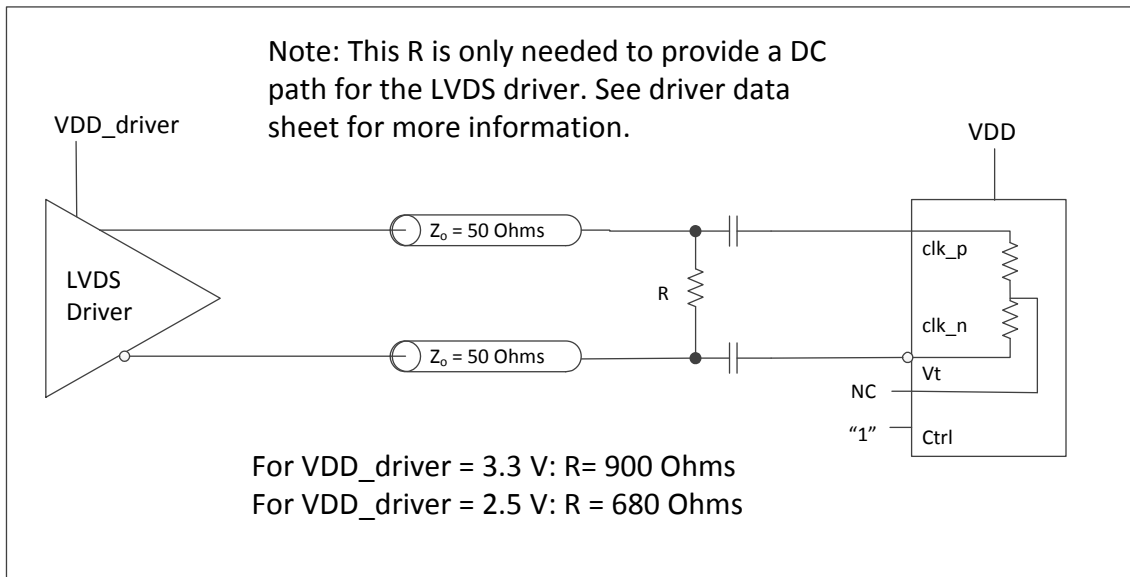 Note: This R is only needed to provide a DC
path for the LVDS driver. See driver data
sheet for more information.
VDD_driver
VDD
Zo = 50 Ohms
clk_p
LVDS
Driver
R
clk_n
Zo = 50 Ohms
Vt
NC
“1”
Ctrl
For VDD_driver = 3.3 V: R= 900 Ohms
For VDD_driver = 2.5 V: R = 680 Ohms